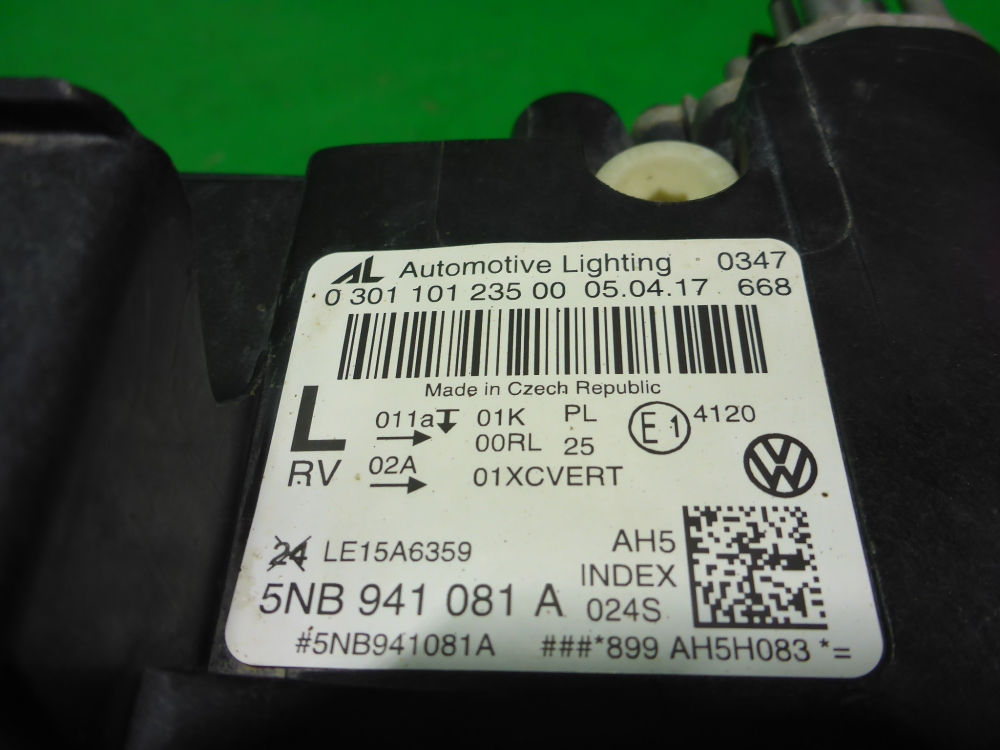 AL Automotive Lighting 0347
0 301 101 235 00 05.04.17 668
Made in Czech Republic
L 011a 01K PL E1 4120
00RL 25
RV 02A 01XCVERT
VW
24 LE15A6359 AH5
INDEX
5NB 941 081 A 024S
#5NB941081A ###*899 AH5H083 *=